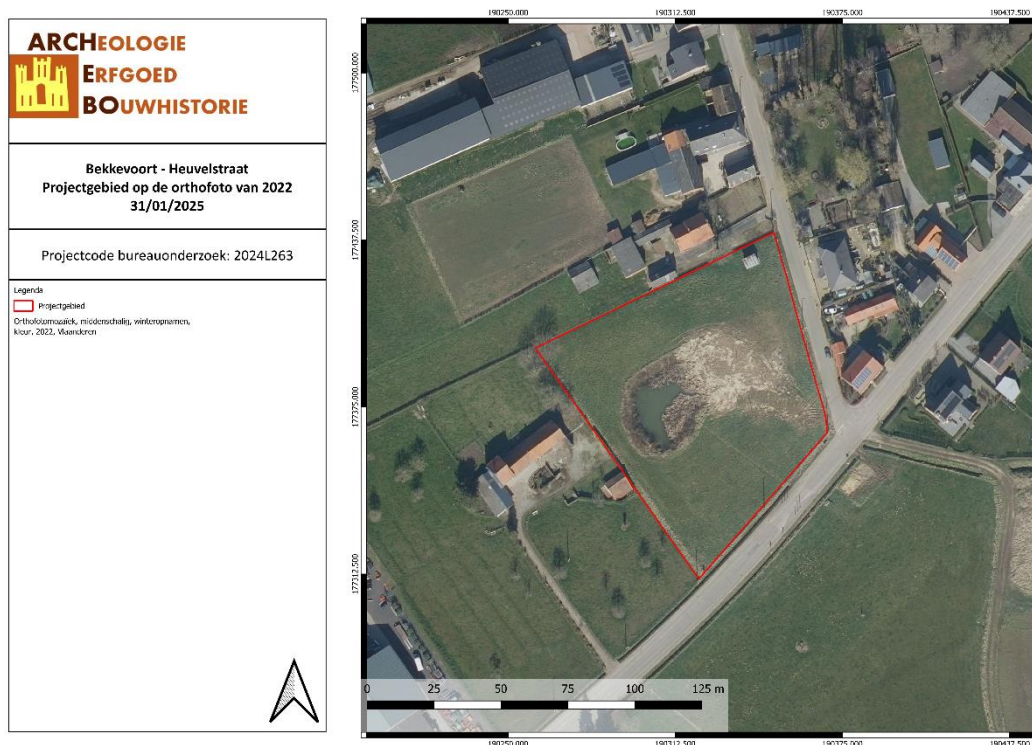 ARCHEOLOGIE
ERFGOED
BOUWHISTORIE
Bekkevoort - Heuvelstraat
Projectgebied op de orthofoto van 2022
31/01/2025
Projectcode bureauonderzoek: 2024L263
Legenda
Projectgebied
Orthofotomozaïek, middenschalig, winteropnamen,
kleur, 2022, Vlaanderen
190250.000 190312.500 190375.000 190437.500
177500.000
177437.500
177375.000
177312.500
0 25 50 75 100 125 m
190250.000 190312.500 190375.000 190437.500